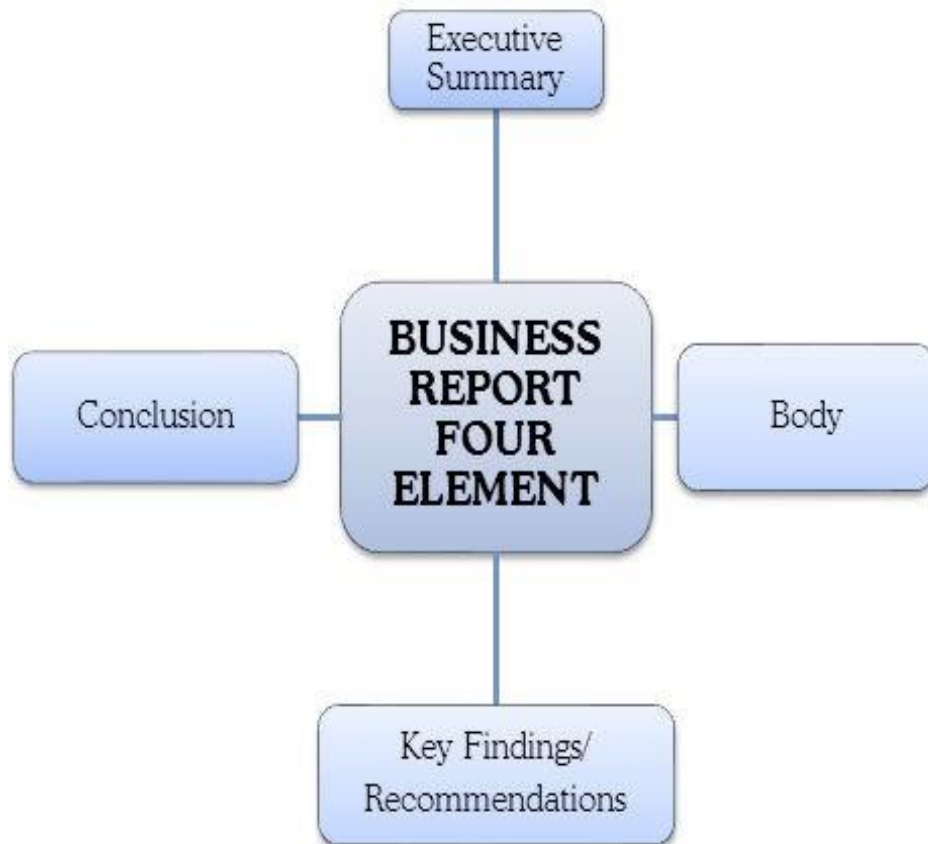 Executive
Summary
BUSINESS
REPORT
FOUR
ELEMENT
Conclusion
Body
Key Findings/
Recommendations